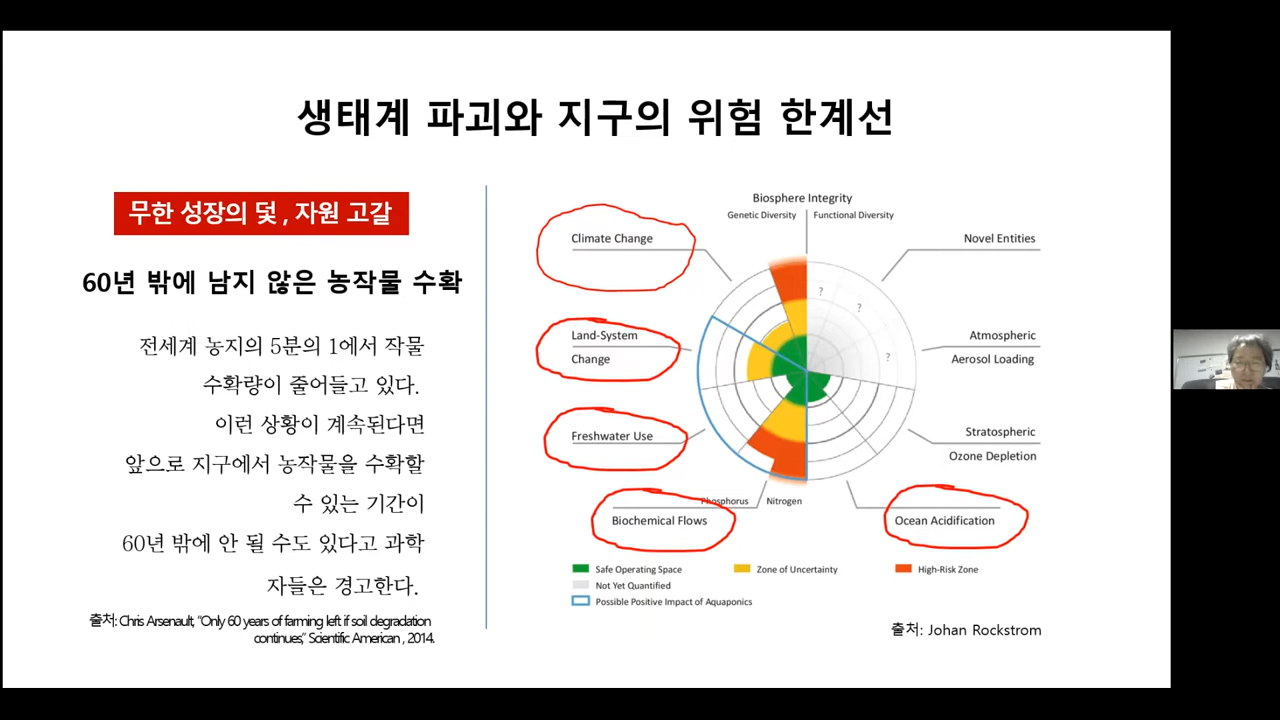 생태계 파괴와 지구의 위험 한계선
무한 성장의 덫 , 자원 고갈
60년 밖에 남지 않은 농작물 수확
전세계 농지의 5분의 1에서 작물
수확량이 줄어들고 있다.
이런 상황이 계속된다면
앞으로 지구에서 농작물을 수확할
수 있는 기간이
60년 밖에 안 될 수도 있다고 과학
자들은 경고한다.
출처: Chris Arsenault, "Only 60 years of farming left if soil degradation
continues," Scientific American , 2014.
Biosphere Integrity
Genetic Diversity
Functional Diversity
Climate Change
Novel Entities
?
?
?
Land-System
Change
Atmospheric
Aerosol Loading
Freshwater Use
Stratospheric
Ozone Depletion
Phosphorus
Nitrogen
Biochemical Flows
Ocean Acidification
Safe Operating Space
Zone of Uncertainty
High-Risk Zone
Not Yet Quantified
Possible Positive Impact of Aquaponics
출처: Johan Rockstrom